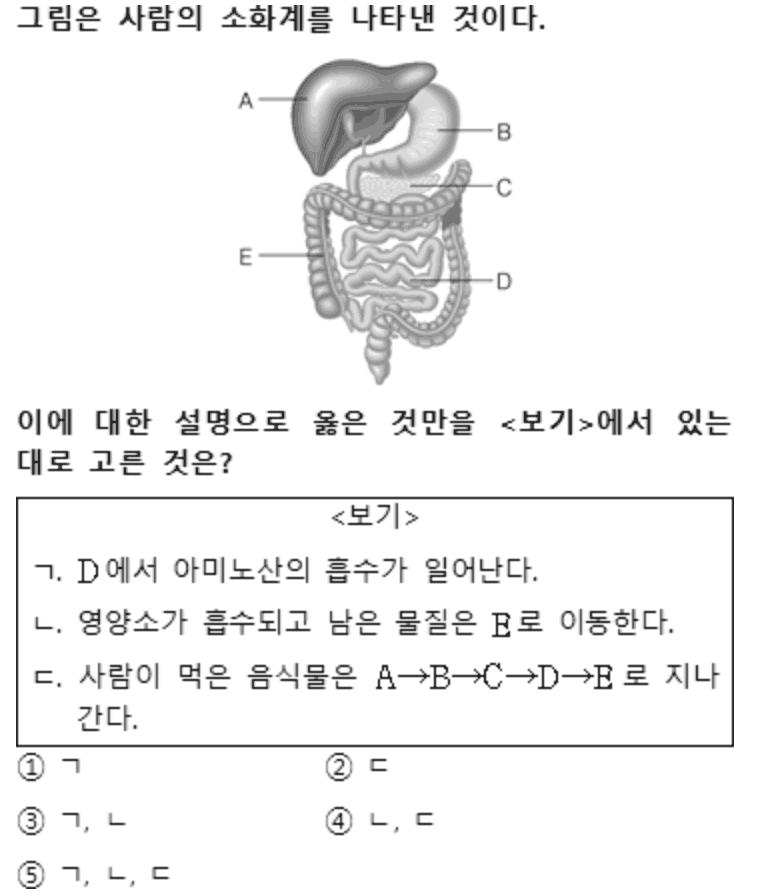 그림은 사람의 소화계를 나타낸 것이다.
A
B
C
E
D
이에 대한 설명으로 옳은 것만을 <보기>에서 있는
대로 고른 것은?
<보기>
ㄱ. D에서 아미노산의 흡수가 일어난다.
ㄴ. 영양소가 흡수되고 남은 물질은 E로 이동한다.
ㄷ. 사람이 먹은 음식물은 A→B→C→D→E 로 지나
간다.
① ㄱ ② ㄷ
③ ㄱ, ㄴ ④ ㄴ, ㄷ
⑤ ㄱ, ㄴ, ㄷ